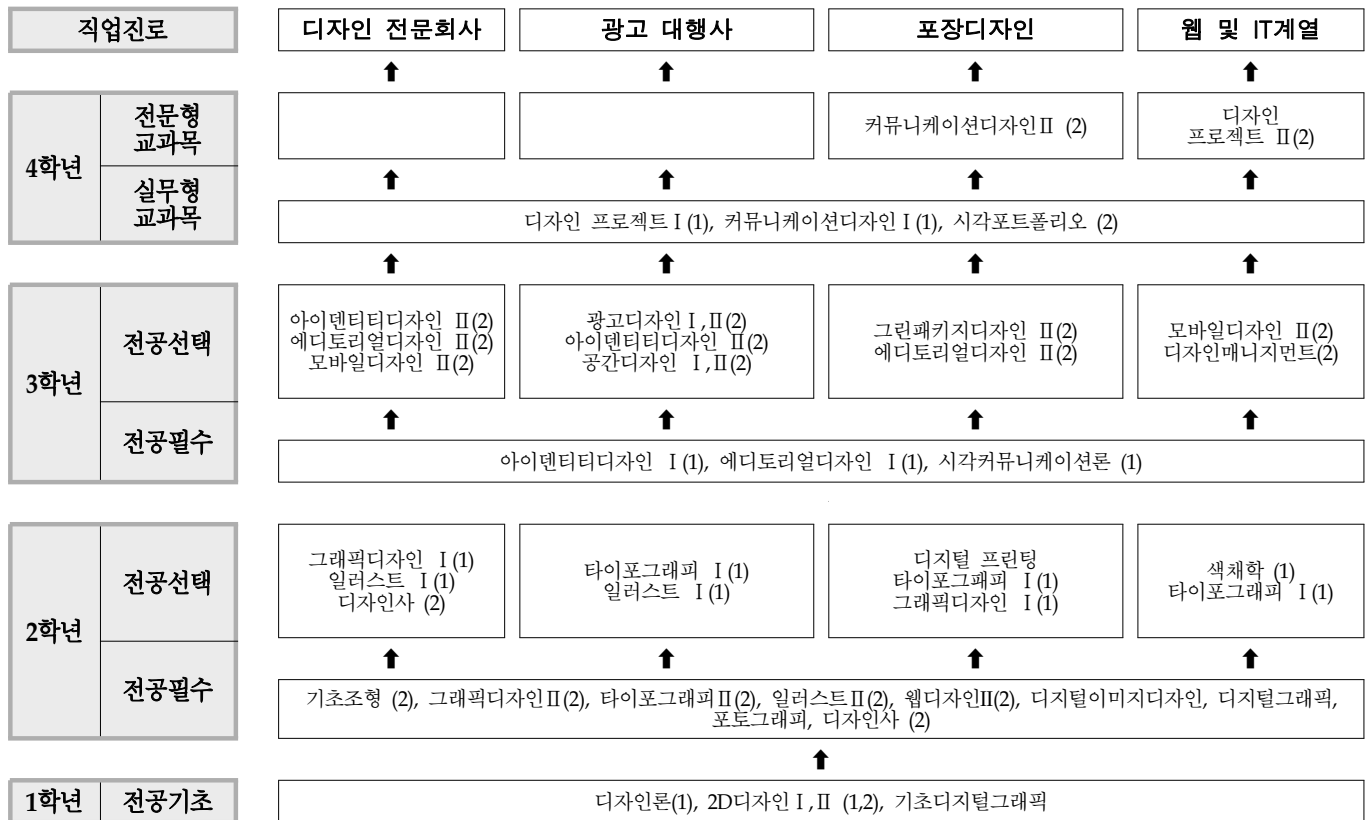 직업진로
디자인 전문회사
광고 대행사
포장디자인
웹 및 IT계열
4학년
전문형
교과목
커뮤니케이션디자인Ⅱ (2)
디자인
프로젝트 Ⅱ(2)
실무형
교과목
디자인 프로젝트Ⅰ(1), 커뮤니케이션디자인Ⅰ(1), 시각포트폴리오 (2)
3학년
전공선택
아이덴티티디자인 Ⅱ(2)
에디토리얼디자인 Ⅱ(2)
모바일디자인 Ⅱ(2)
광고디자인Ⅰ,Ⅱ(2)
아이덴티티디자인 Ⅱ(2)
공간디자인 Ⅰ,Ⅱ(2)
그린패키지디자인 Ⅱ(2)
에디토리얼디자인 Ⅱ(2)
모바일디자인 Ⅱ(2)
디자인매니지먼트(2)
전공필수
아이덴티티디자인 Ⅰ(1), 에디토리얼디자인 Ⅰ(1), 시각커뮤니케이션론 (1)
2학년
전공선택
그래픽디자인 Ⅰ(1)
일러스트 Ⅰ(1)
디자인사 (2)
타이포그래피 Ⅰ(1)
일러스트 Ⅰ(1)
디지털 프린팅
타이포그패피 Ⅰ(1)
그래픽디자인 Ⅰ(1)
색채학 (1)
타이포그래피 Ⅰ(1)
전공필수
기초조형 (2), 그래픽디자인Ⅱ(2), 타이포그래피Ⅱ(2), 일러스트Ⅱ(2), 웹디자인II(2), 디지털이미지디자인, 디지털그래픽,
포토그래피, 디자인사 (2)
1학년
전공기초
디자인론(1), 2D디자인Ⅰ,Ⅱ (1,2), 기초디지털그래픽